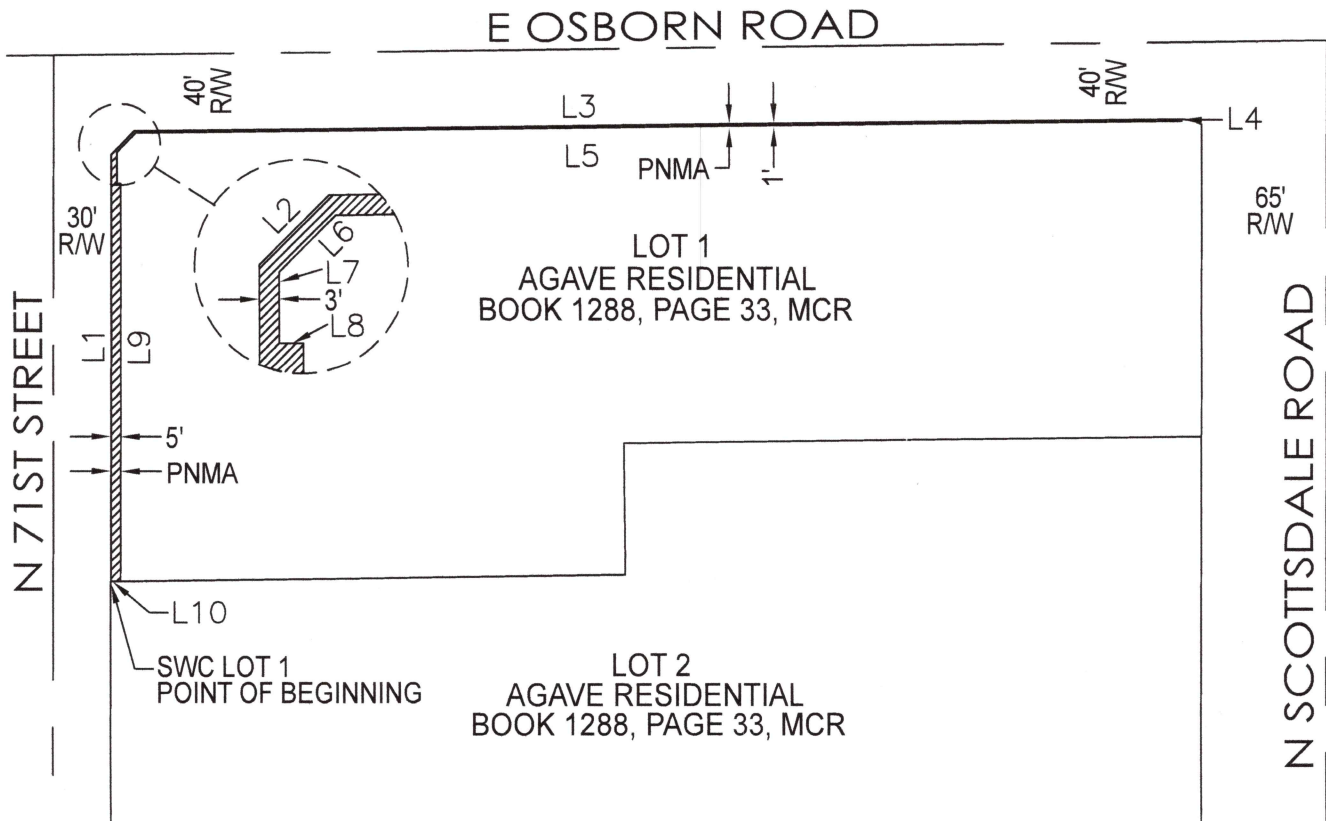 E OSBORN ROAD
40'
R/W
L3
40'
R/W
L4
L5
PNMA
1'
30'
R/W
L2
L6
L7
3'
L8
65'
R/W
LOT 1
AGAVE RESIDENTIAL
BOOK 1288, PAGE 33, MCR
N 71ST STREET
L1
L9
5'
PNMA
L10
SWC LOT 1
POINT OF BEGINNING
LOT 2
AGAVE RESIDENTIAL
BOOK 1288, PAGE 33, MCR
N SCOTTSDALE ROAD